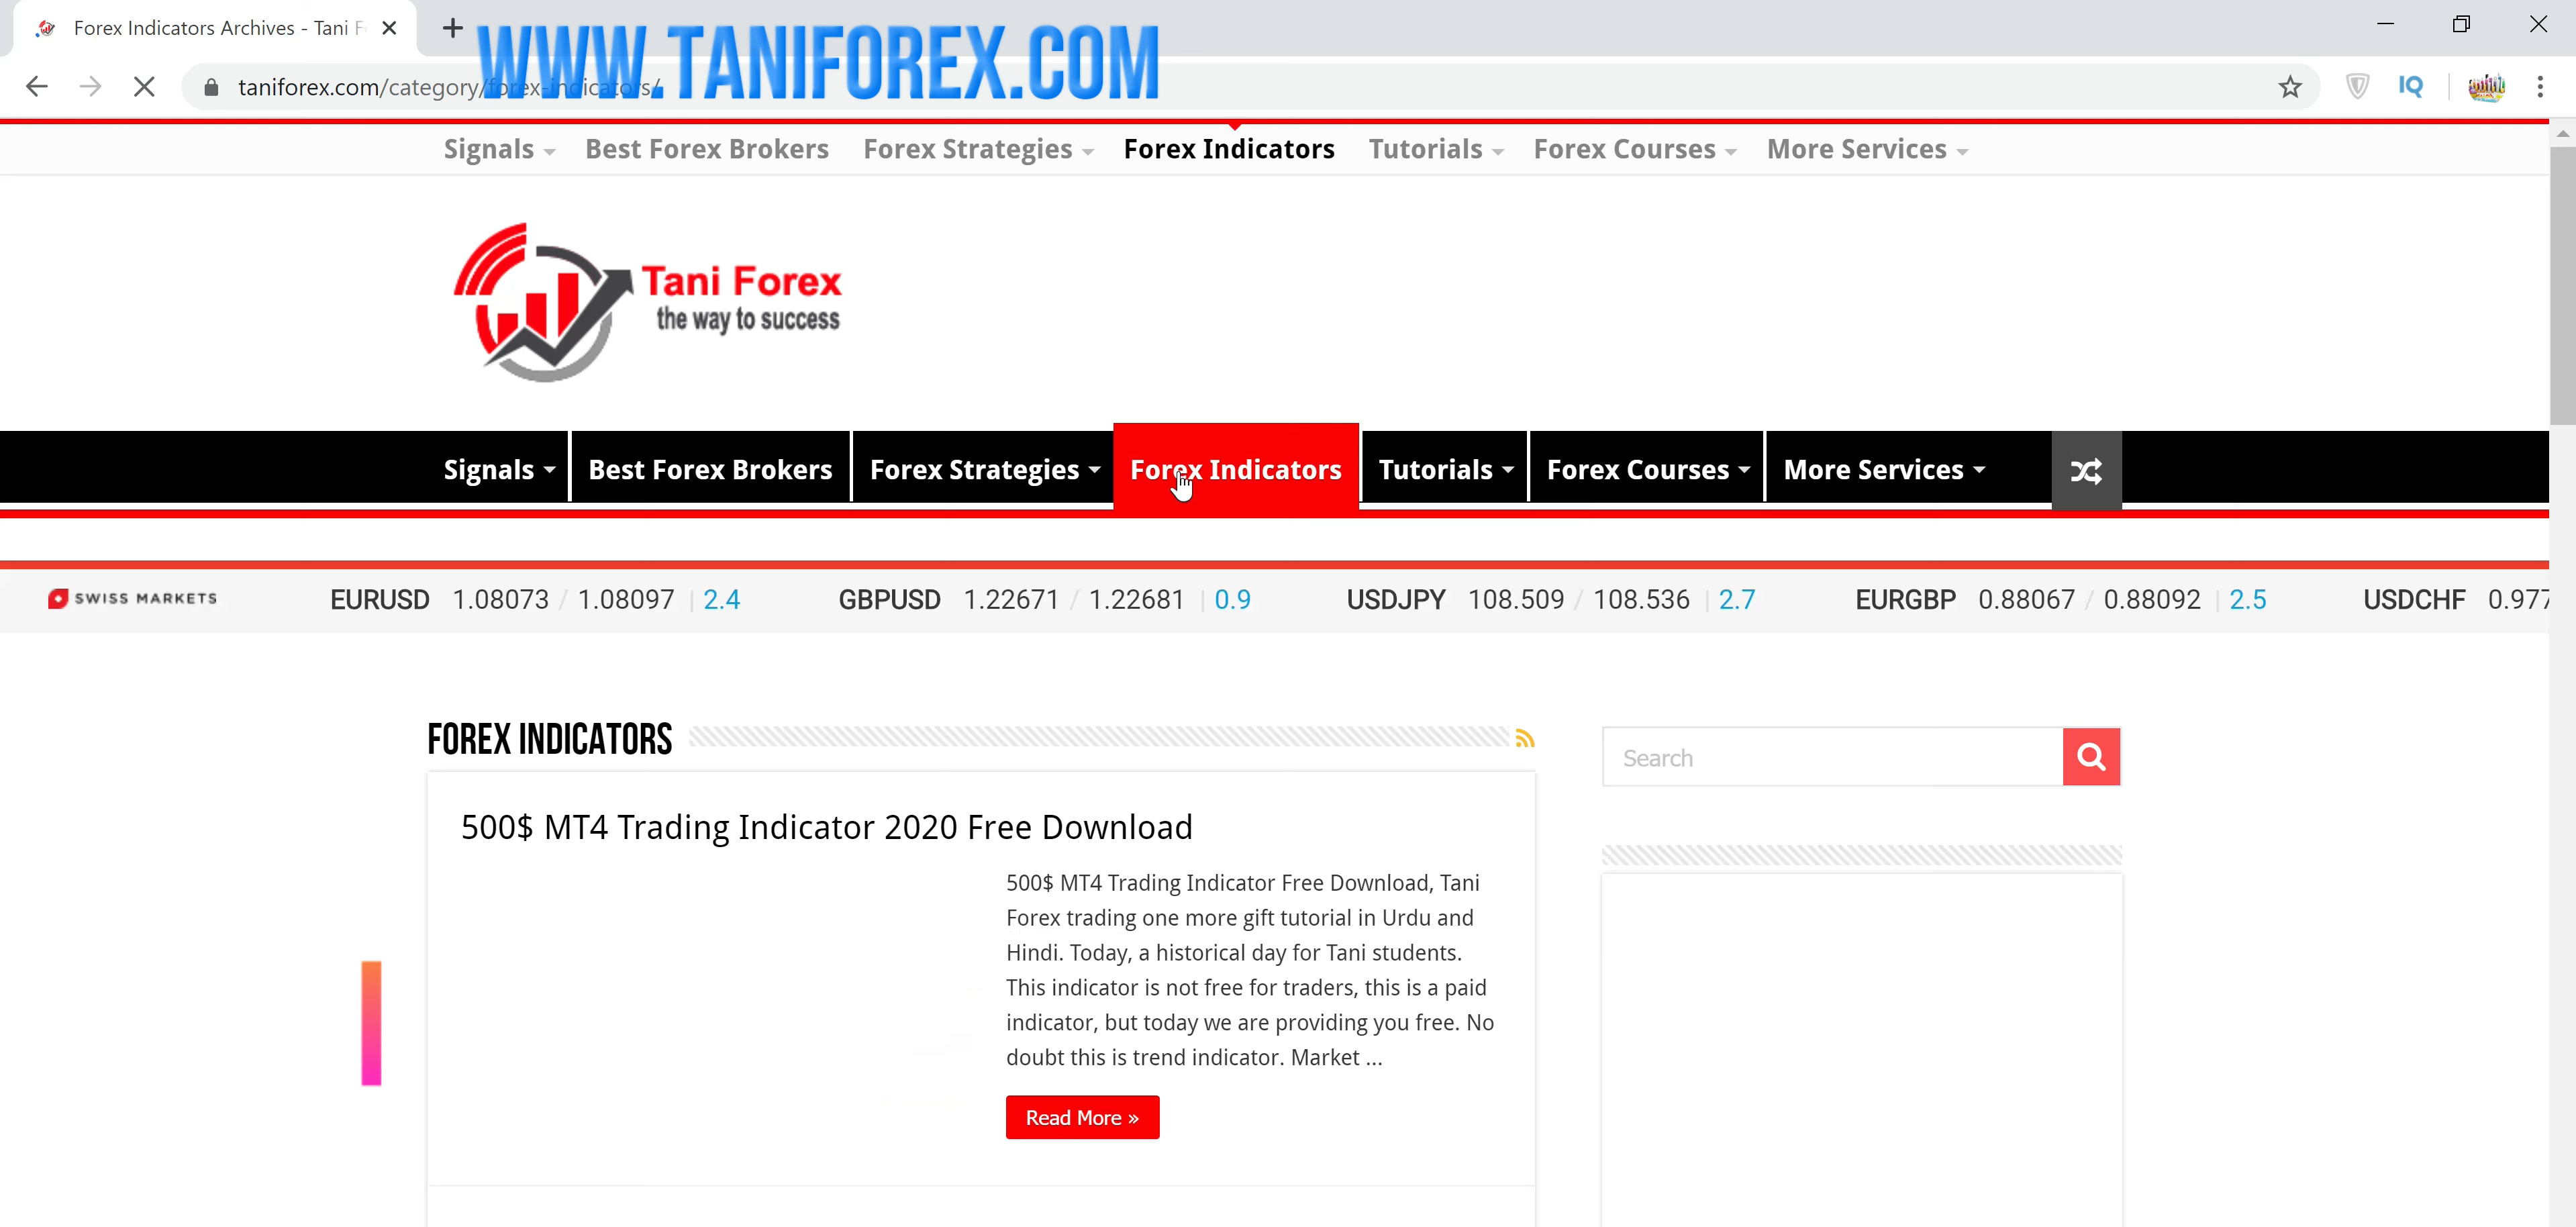 Forex Indicators Archives - Tani F
WWW.TANIFOREX.COM
taniforex.com/category/forex-indicators/
IQ
Signals Best Forex Brokers Forex Strategies Forex Indicators Tutorials Forex Courses More Services
Tani Forex
the way to success
Signals Best Forex Brokers Forex Strategies Forex Indicators Tutorials Forex Courses More Services
SWISS MARKETS EURUSD 1.08073 / 1.08097 | 2.4 GBPUSD 1.22671 / 1.22681 | 0.9 USDJPY 108.509 / 108.536 | 2.7 EURGBP 0.88067 / 0.88092 | 2.5 USDCHF 0.977
FOREX INDICATORS
Search
500$ MT4 Trading Indicator 2020 Free Download
500$ MT4 Trading Indicator Free Download, Tani
Forex trading one more gift tutorial in Urdu and
Hindi. Today, a historical day for Tani students.
This indicator is not free for traders, this is a paid
indicator, but today we are providing you free. No
doubt this is trend indicator. Market ...
Read More »